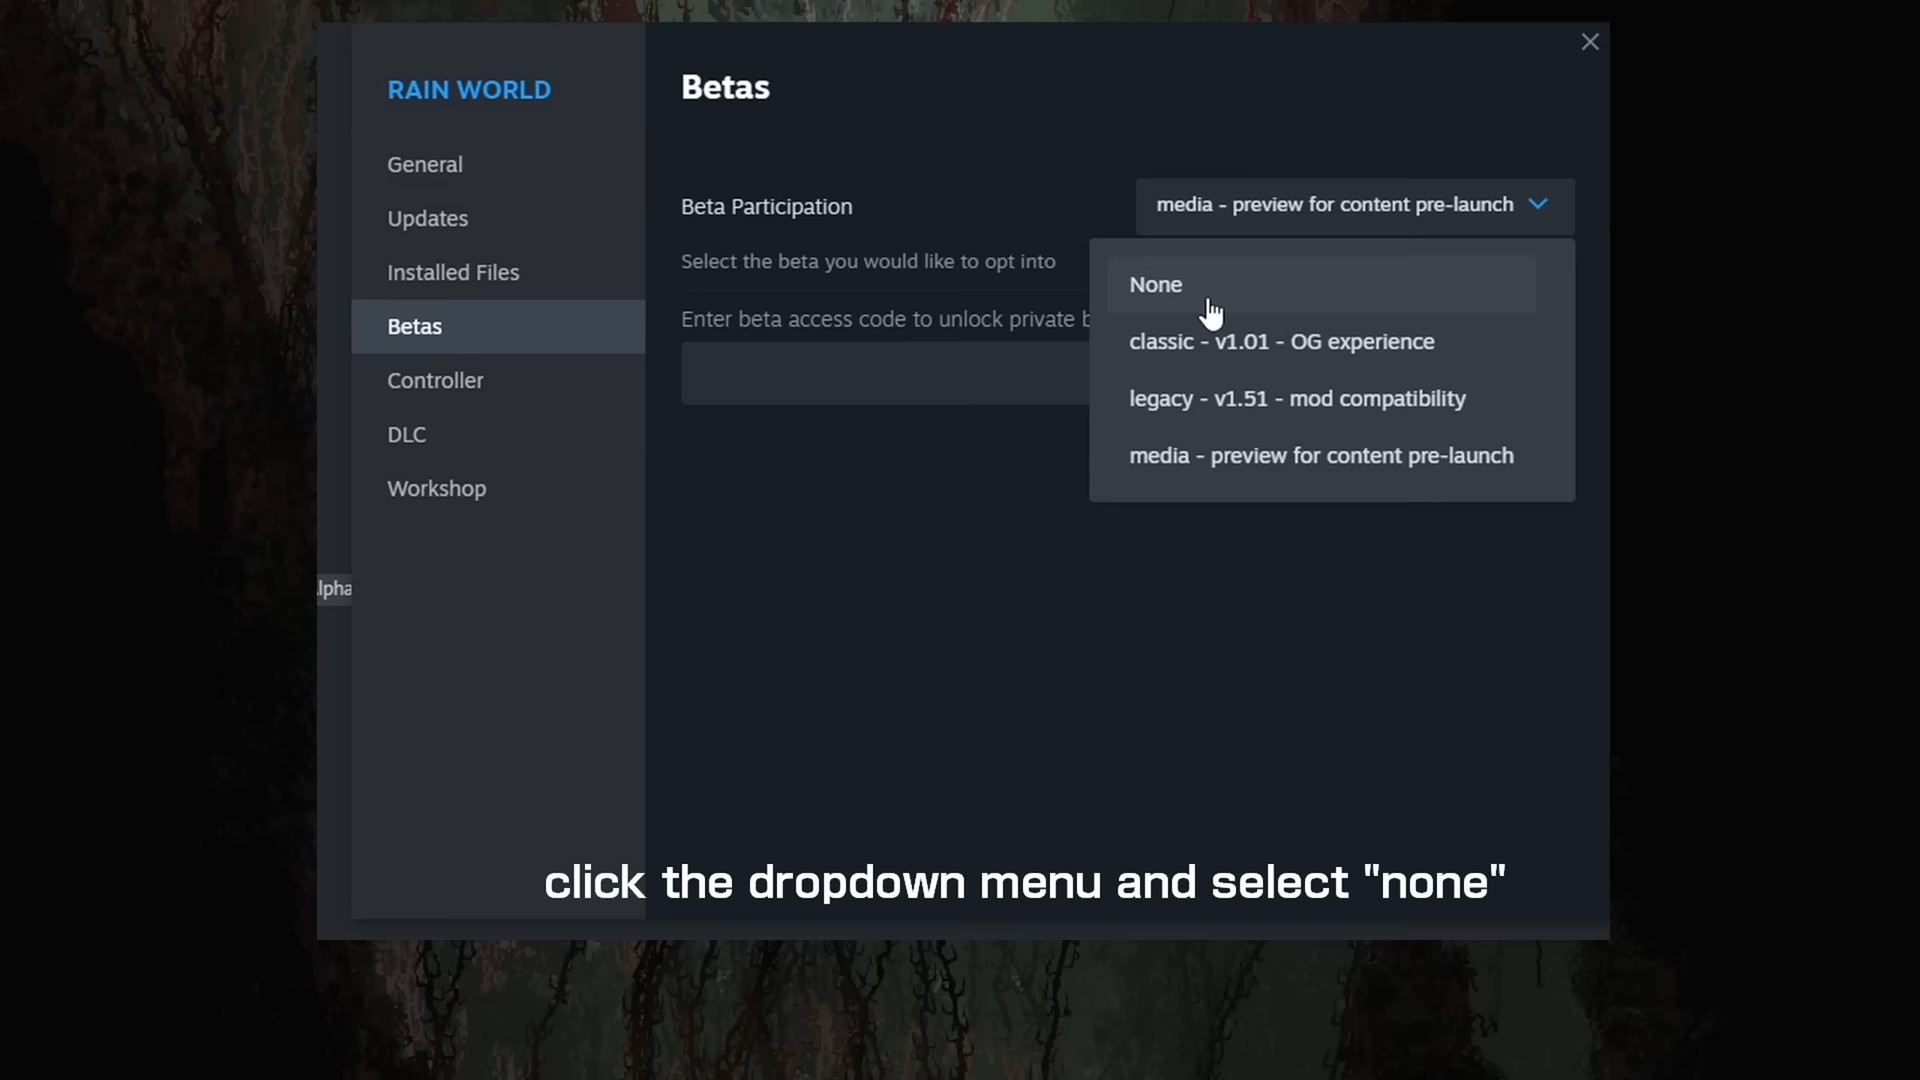 RAIN WORLD
General
Updates
Installed Files
Betas
Controller
DLC
Workshop
lpha
Betas
Beta Participation
media - preview for content pre-launch
Select the beta you would like to opt into
Enter beta access code to unlock private
None
classic - v1.01 - OG experience
legacy - v1.51 - mod compatibility
media - preview for content pre-launch
click the dropdown menu and select "none"